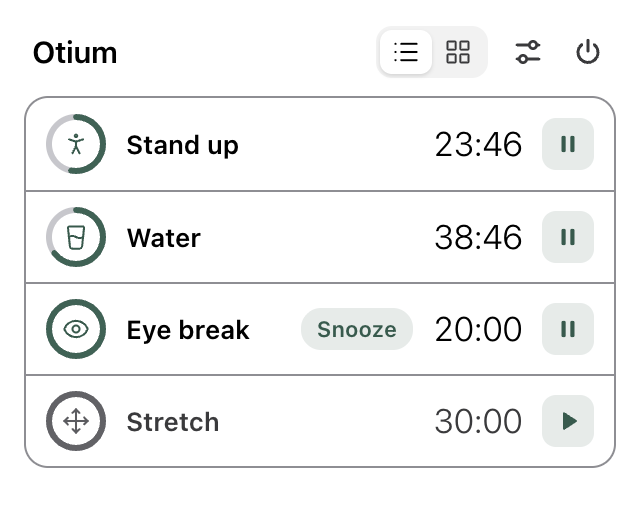 Otium
Stand up 23:46
Water 38:46
Eye break Snooze 20:00
Stretch 30:00